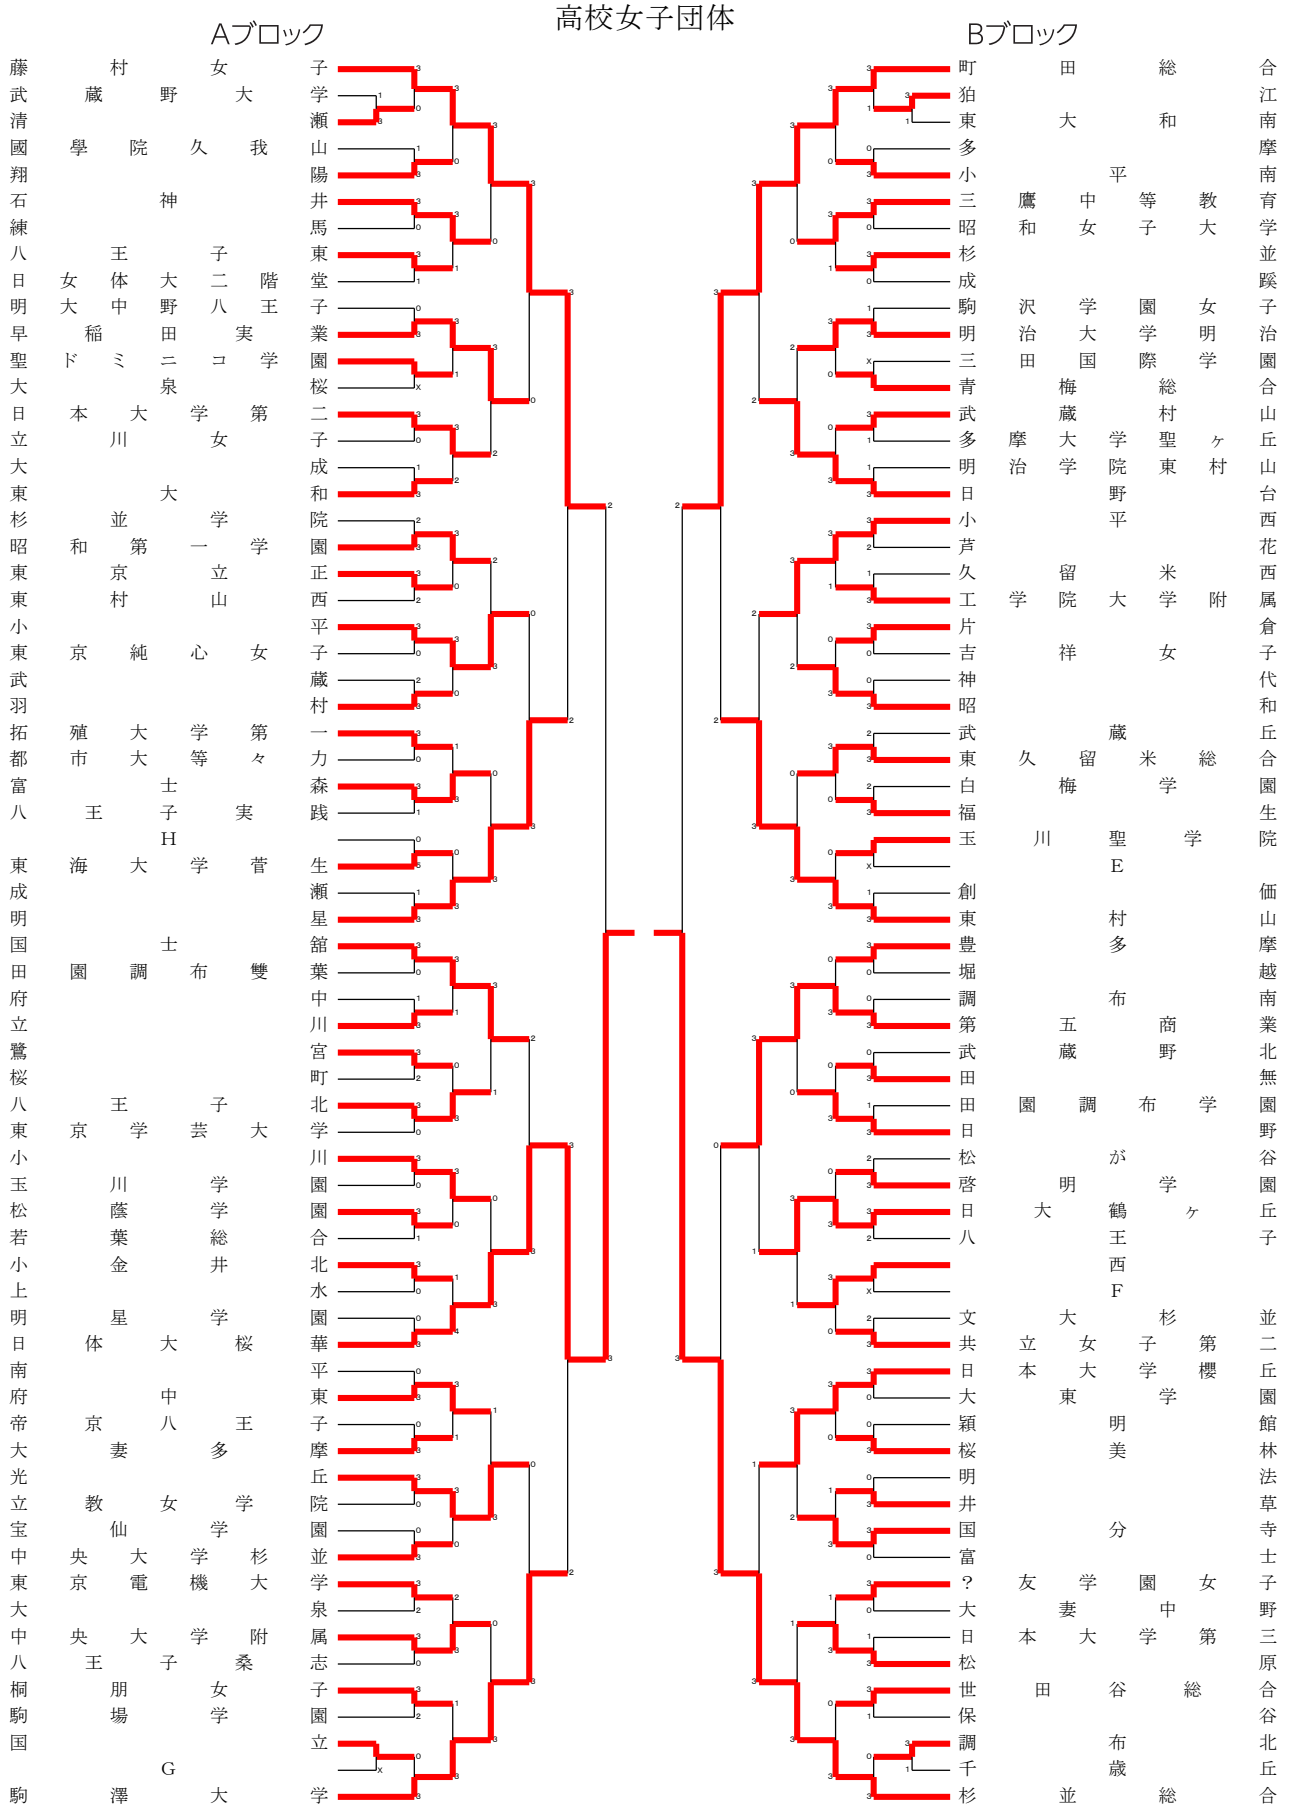 高校女子団体
Aブロック
Bブロック
藤村女子
武蔵野大学
清瀬
國學院久我山
翔陽
石神井
練馬
八王子東
日女体大二階堂
明大中野八王子
早稲田実業
聖ドミニコ学園
大泉桜
日本大学第二
立川女子
大成
東大和
杉並学院
昭和第一学園
東京立正
東村山西
小平
東京純心女子
武蔵
羽村
拓殖大学第一
都市大等々力
富士森
八王子実践
H
東海大学菅生
成瀬
明星
国士舘
田園調布雙葉
府中
立川
鷺宮
桜町
八王子北
東京学芸大学
小川
玉川学園
松蔭学園
若葉総合
小金井北
上水
明星学園
日体大桜華
南平
府中東
帝京八王子
大妻多摩
光丘
立教女学院
宝仙学園
中央大学杉並
東京電機大学
大泉
中央大学附属
八王子桑志
桐朋女子
駒場学園
国立
G
駒澤大学
町田総合
狛江
東大和南
多摩
小平南
三鷹中等教育
昭和女子大学
杉並
成蹊
駒沢学園女子
明治大学明治
三田国際学園
青梅総合
武蔵村山
多摩大学聖ヶ丘
明治学院東村山
日野台
小平西
芦花
久留米西
工学院大学附属
片倉
吉祥女子
神代
昭和
武蔵丘
東久留米総合
白梅学園
福生
玉川聖学院
E
創価
東村山
豊多摩
堀越
調布南
第五商業
武蔵野北
田無
田園調布学園
日野
松が谷
啓明学園
日大鶴ヶ丘
八王子
西
F
文大杉並
共立女子第二
日本大学櫻丘
大東学園
穎明館
桜美林
明法
井草
国分寺
富士
?友学園女子
大妻中野
日本大学第三
松原
世田谷総合
保谷
調布北
千歳丘
杉並総合